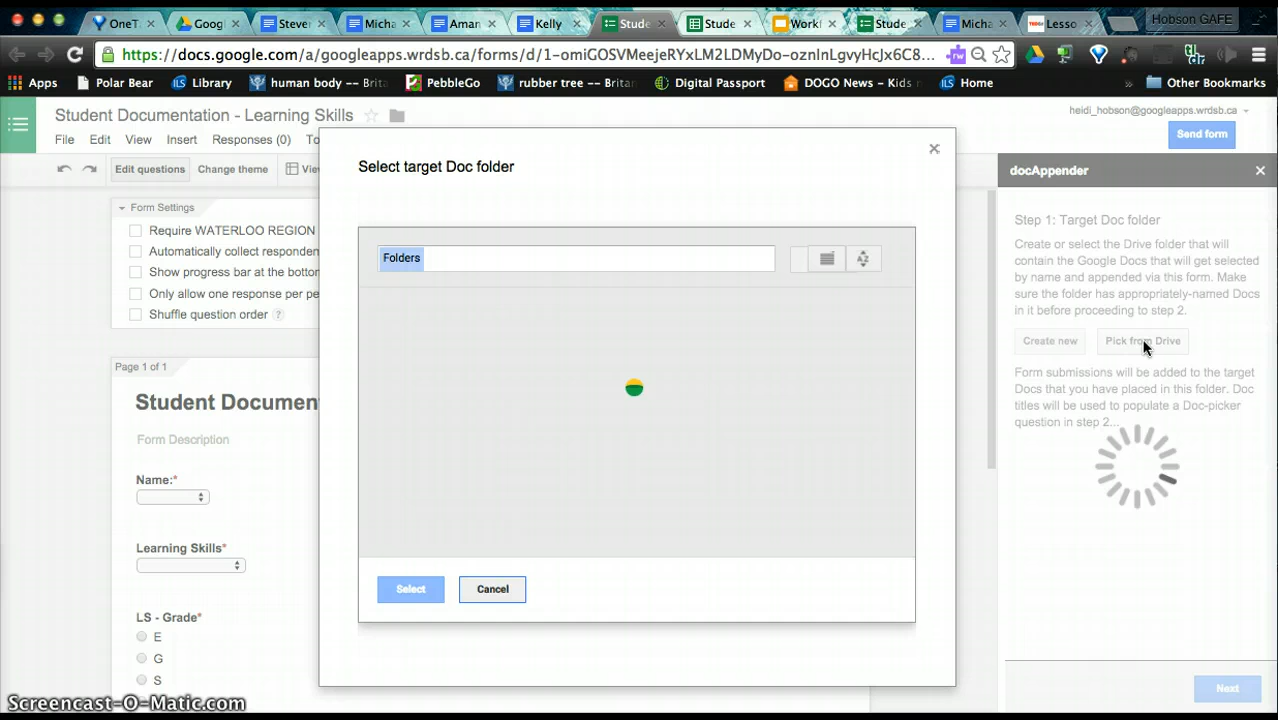 OneT
Googl
Steve
Micha
Aman
Kelly
Stude
Stude
Workf
Stude
Micha
Lesso
Hobson GAFE
https://docs.google.com/a/googleapps.wrdsb.ca/forms/d/1-omiGOSVMeejeRYxLM2LDMyDo-oznInLgvyHcJx6C8...
Apps
Polar Bear
iLS Library
human body -- Brita
PebbleGo
rubber tree -- Britan
Digital Passport
DOGO News - Kids n
iLS Home
»
Other Bookmarks
Student Documentation - Learning Skills
heidi_hobson@googleapps.wrdsb.ca
File Edit View Insert Responses (0) To
Send form
Edit questions
Change theme
View
Form Settings
Require WATERLOO REGION
Automatically collect responden
Show progress bar at the bottom
Only allow one response per pe
Shuffle question order ?
Page 1 of 1
Student Document
Form Description
Name:*
Learning Skills*
LS - Grade*
E
G
S
Select target Doc folder
Folders
AZ
Select
Cancel
docAppender
Step 1: Target Doc folder
Create or select the Drive folder that will
contain the Google Docs that will get selected
by name and appended via this form. Make
sure the folder has appropriately-named Docs
in it before proceeding to step 2.
Create new
Pick from Drive
Form submissions will be added to the target
Docs that you have placed in this folder. Doc
titles will be used to populate a Doc-picker
question in step 2...
Next
Screencast-O-Matic.com